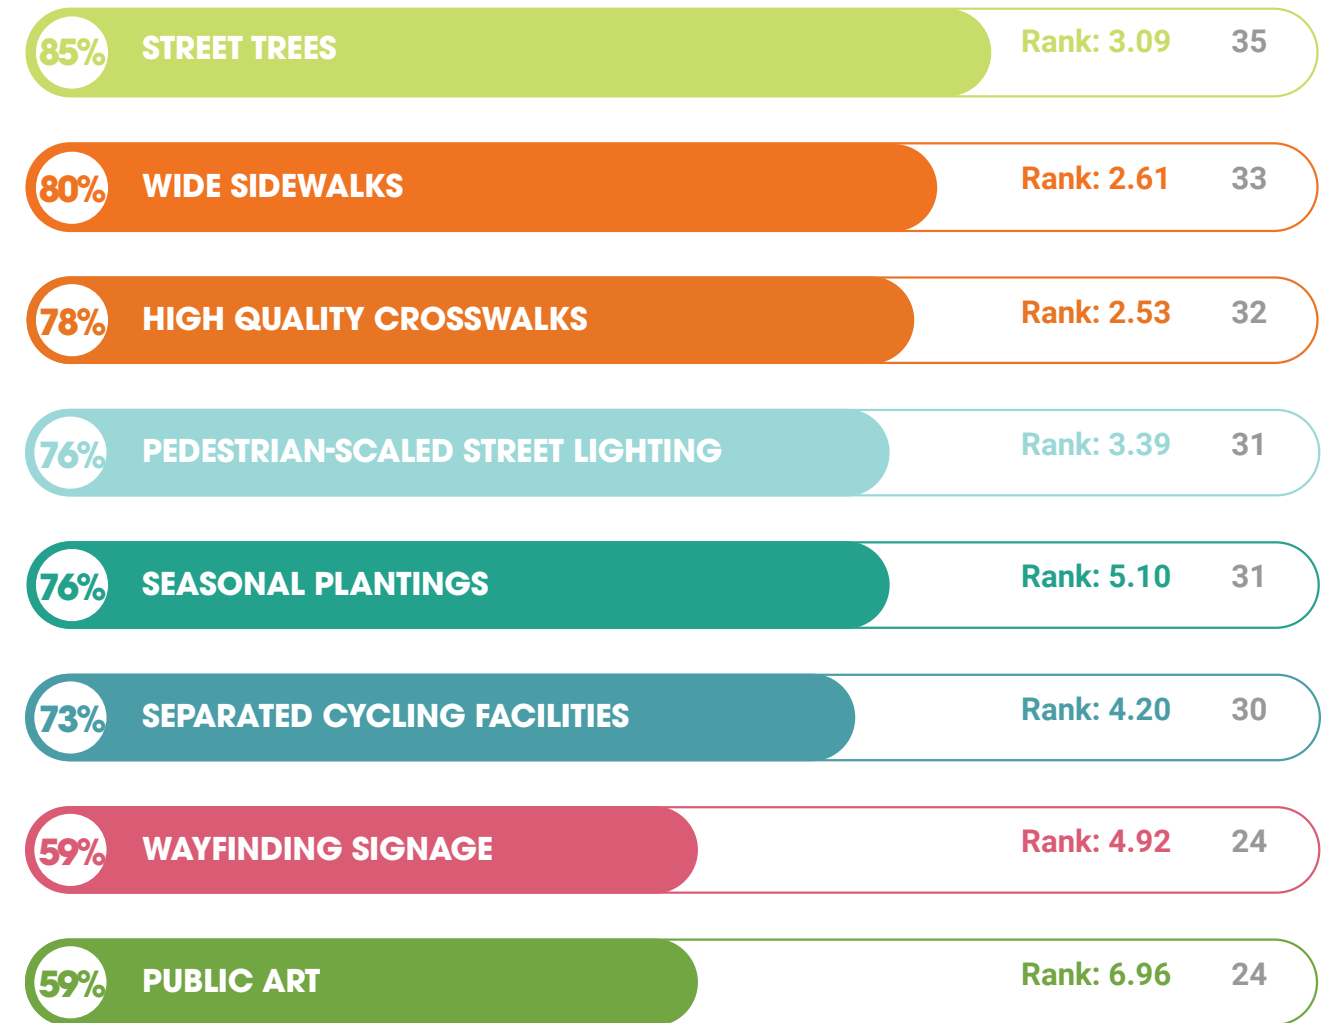 85% STREET TREES Rank: 3.09 35
80% WIDE SIDEWALKS Rank: 2.61 33
78% HIGH QUALITY CROSSWALKS Rank: 2.53 32
76% PEDESTRIAN-SCALED STREET LIGHTING Rank: 3.39 31
76% SEASONAL PLANTINGS Rank: 5.10 31
73% SEPARATED CYCLING FACILITIES Rank: 4.20 30
59% WAYFINDING SIGNAGE Rank: 4.92 24
59% PUBLIC ART Rank: 6.96 24